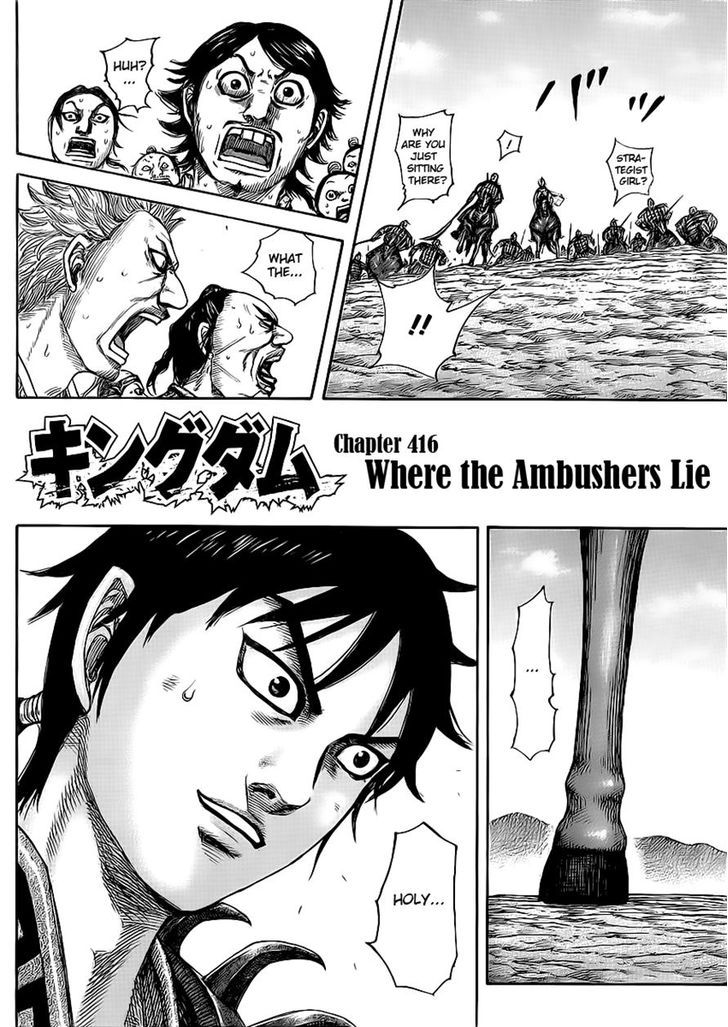 STRA-
TEGIST
GIRL?
!
WHY
ARE YOU
JUST
SITTING
THERE?
!!
HUH?
...
WHAT
THE...
キングダム
Chapter 416
Where the Ambushers Lie
...
HOLY...